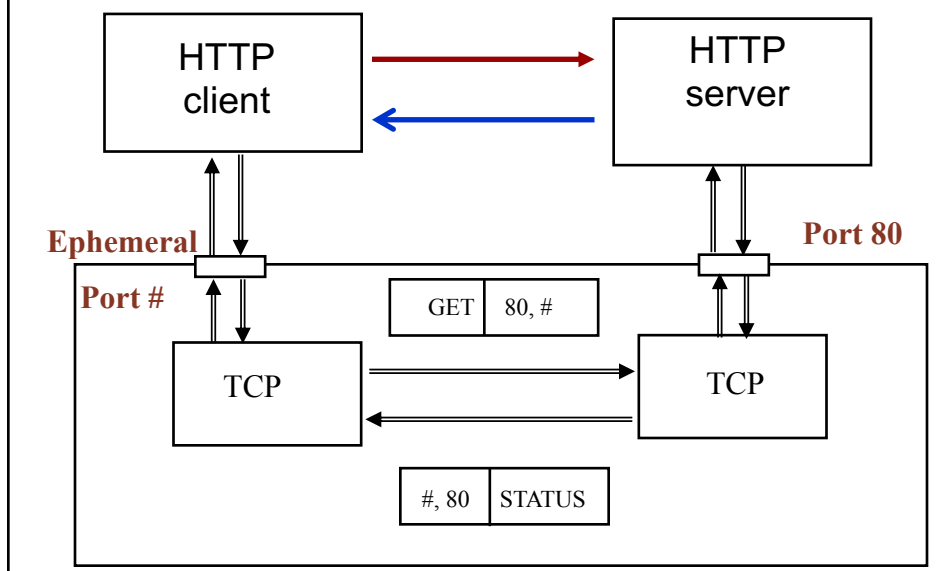 HTTP
client
HTTP
server
Ephemeral
Port 80
Port #
GET 80, #
TCP
TCP
#, 80 STATUS